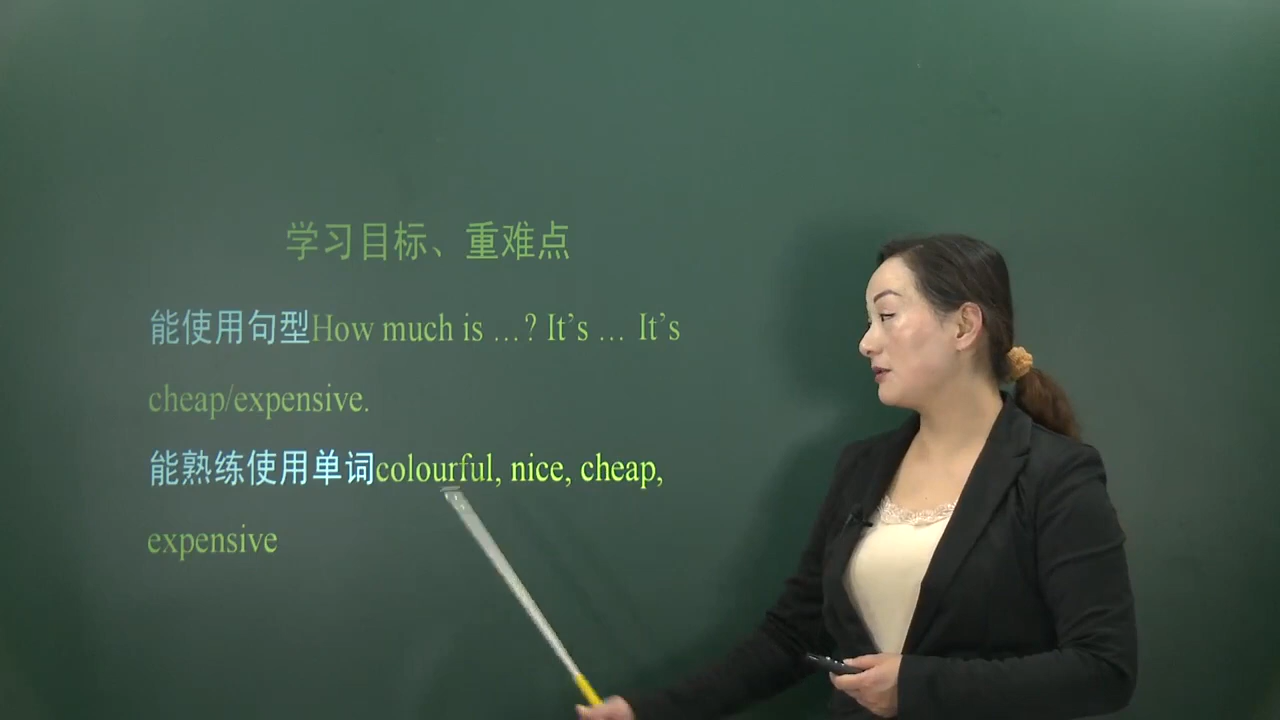 学习目标、重难点
能使用句型How much is …? It’s … It’s
cheap/expensive.
能熟练使用单词colourful, nice, cheap,
expensive